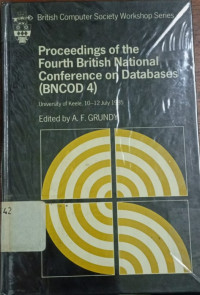 British Computer Society Workshop Series
Proceedings of the
Fourth British National
Conference on Databases
(BNCOD 4)
University of Keele, 10–12 July
Edited by A. F. GRUNDY
42